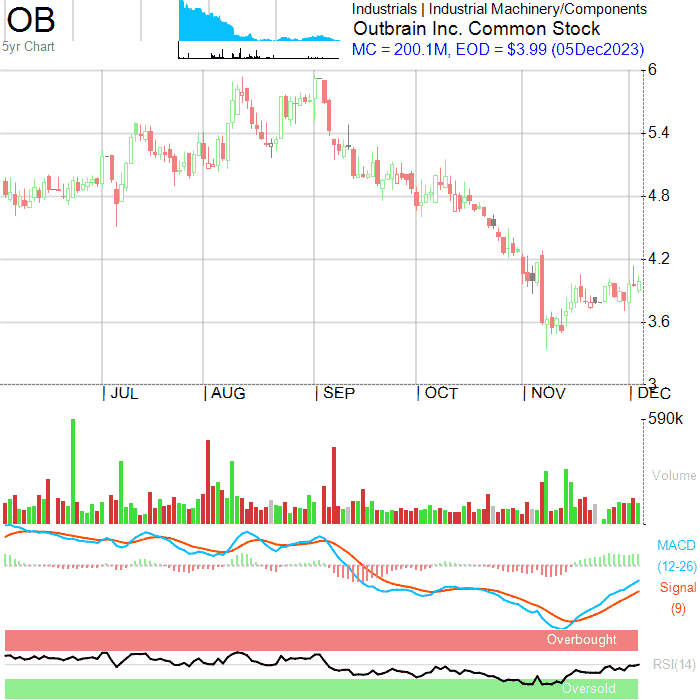 OB
5yr Chart
Industrials | Industrial Machinery/Components
Outbrain Inc. Common Stock
MC = 200.1M, EOD = $3.99 (05Dec2023)
6
5.4
4.8
4.2
3.6
3
| JUL | AUG | SEP | OCT | NOV | DEC
590k
Volume
MACD
(12-26)
Signal
(9)
Overbought
RSI(14)
Oversold